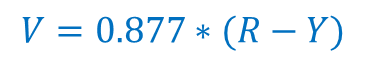 V = 0.877 ∗ (R − Y)